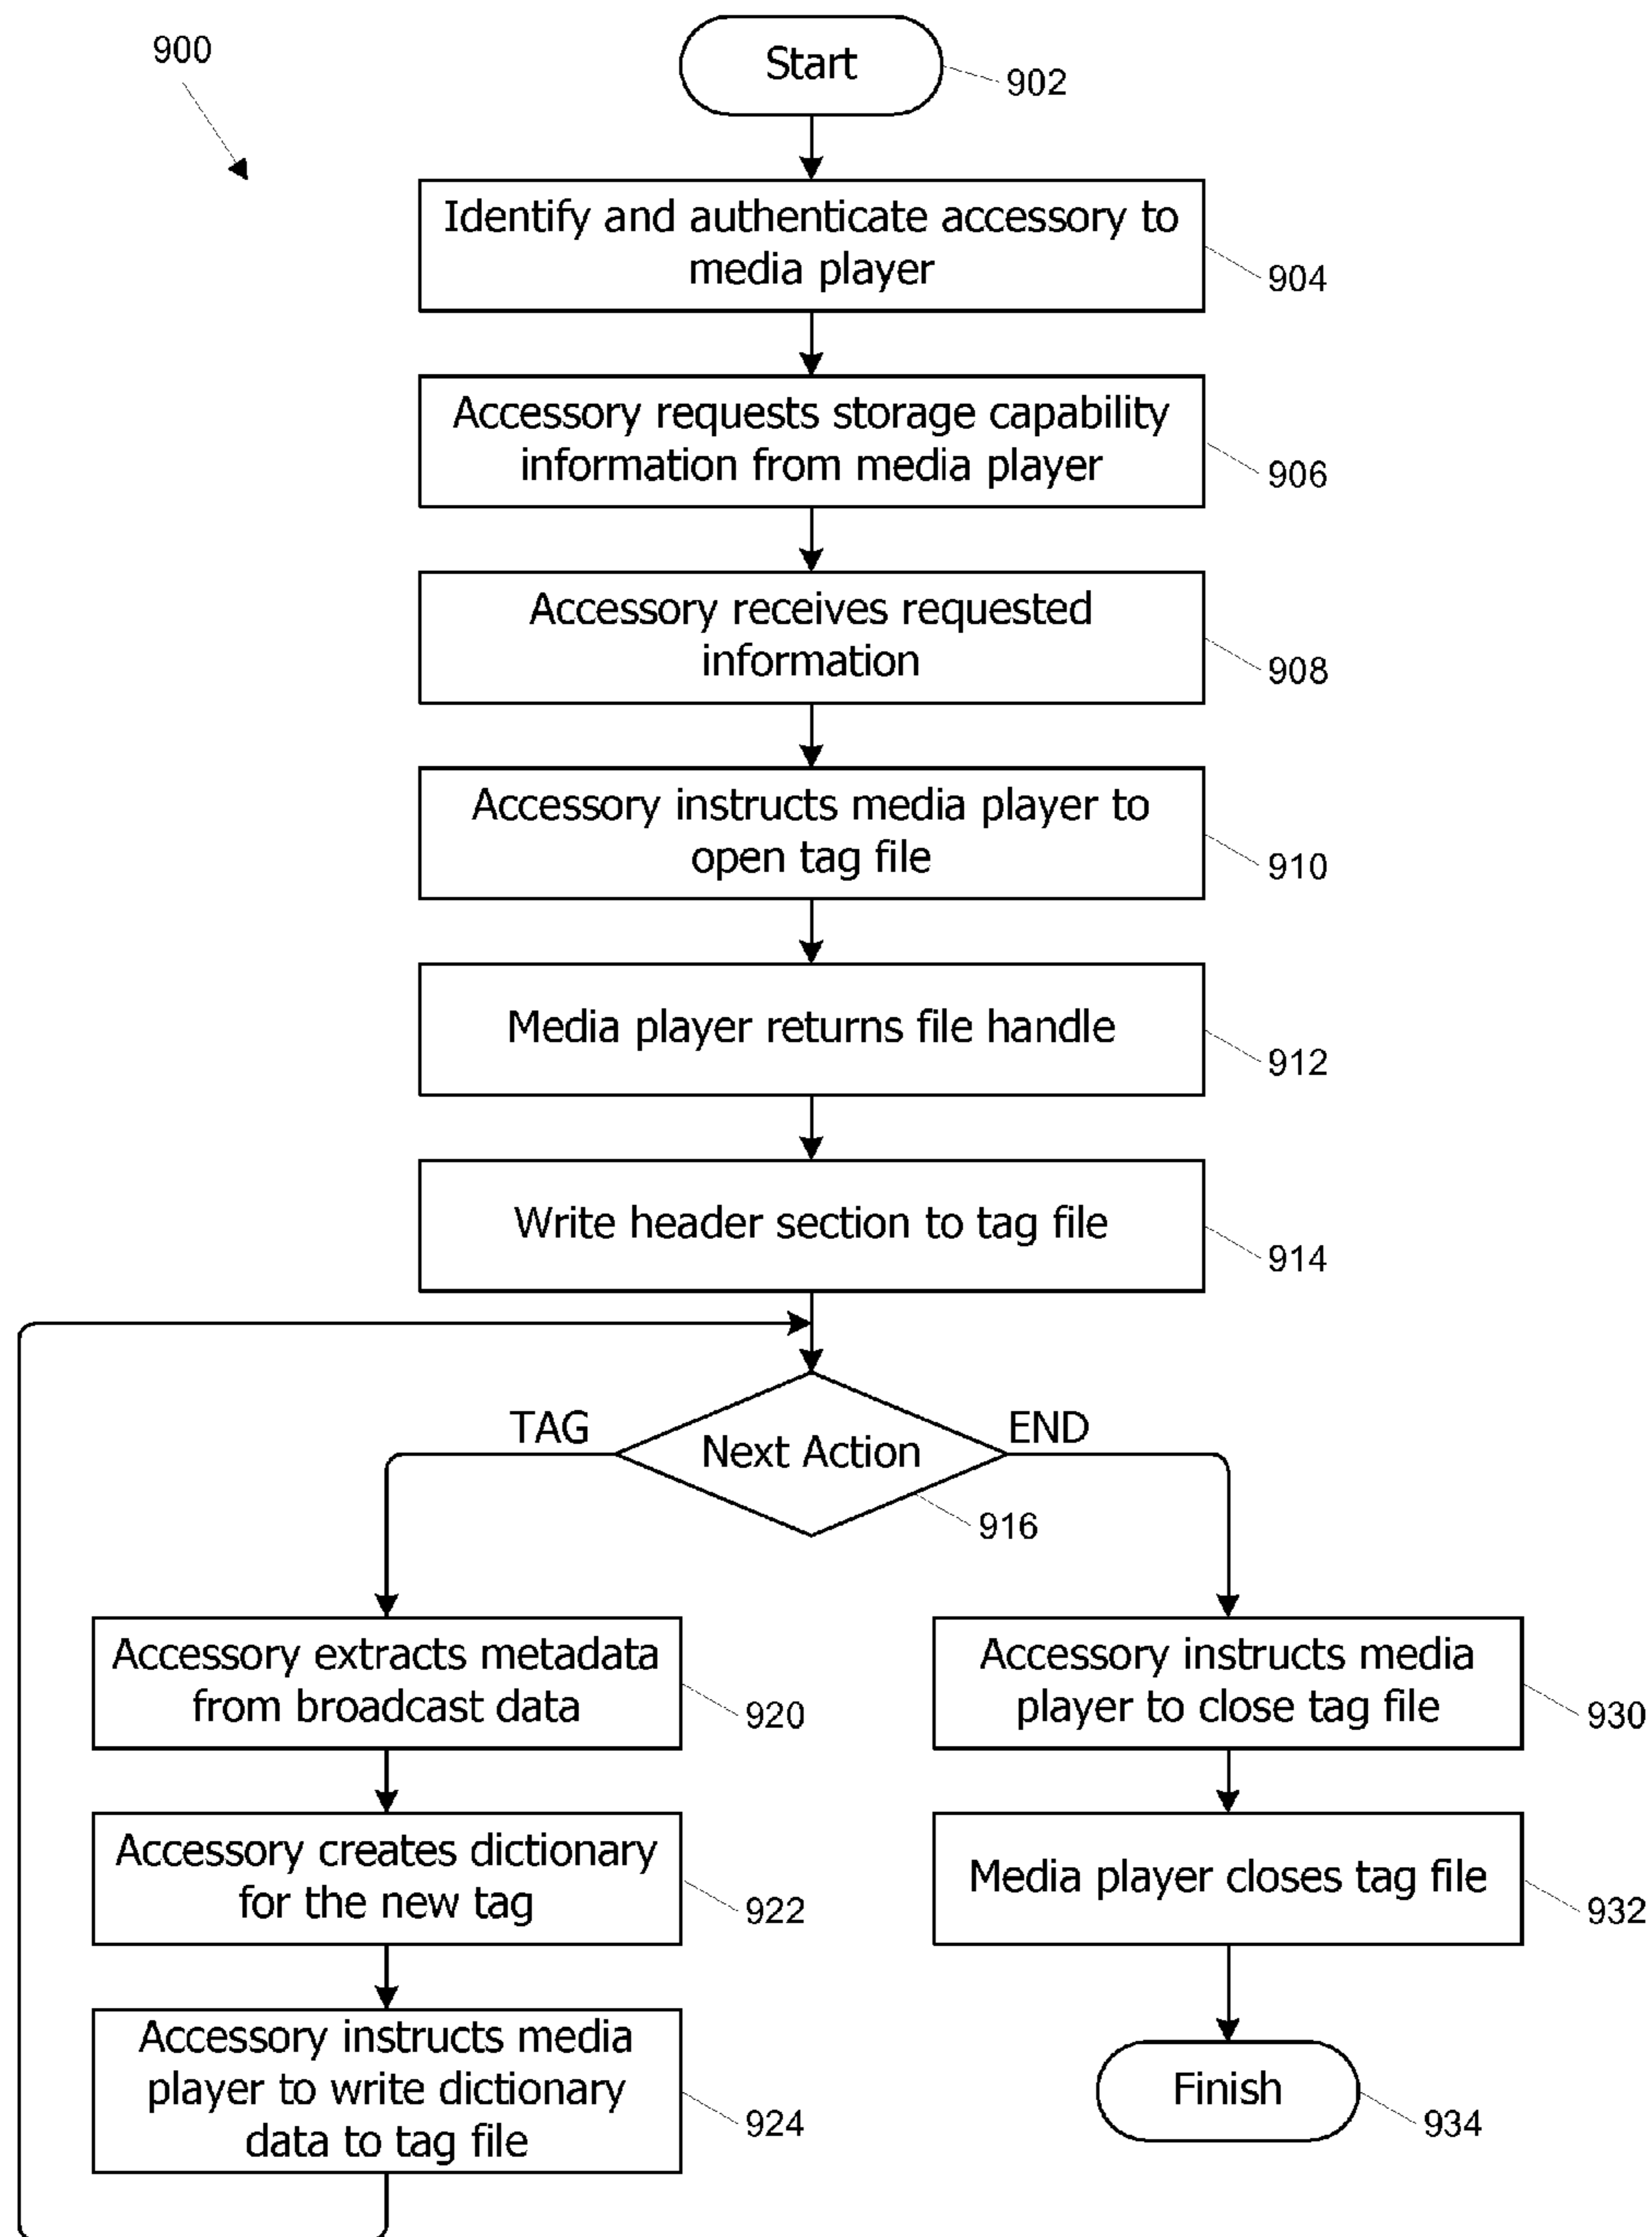 900
Start
902
Identify and authenticate accessory to
media player
904
Accessory requests storage capability
information from media player
906
Accessory receives requested
information
908
Accessory instructs media player to
open tag file
910
Media player returns file handle
912
Write header section to tag file
914
TAG
Next Action
END
916
Accessory extracts metadata
from broadcast data
920
Accessory creates dictionary
for the new tag
922
Accessory instructs media
player to write dictionary
data to tag file
924
Accessory instructs media
player to close tag file
930
Media player closes tag file
932
Finish
934